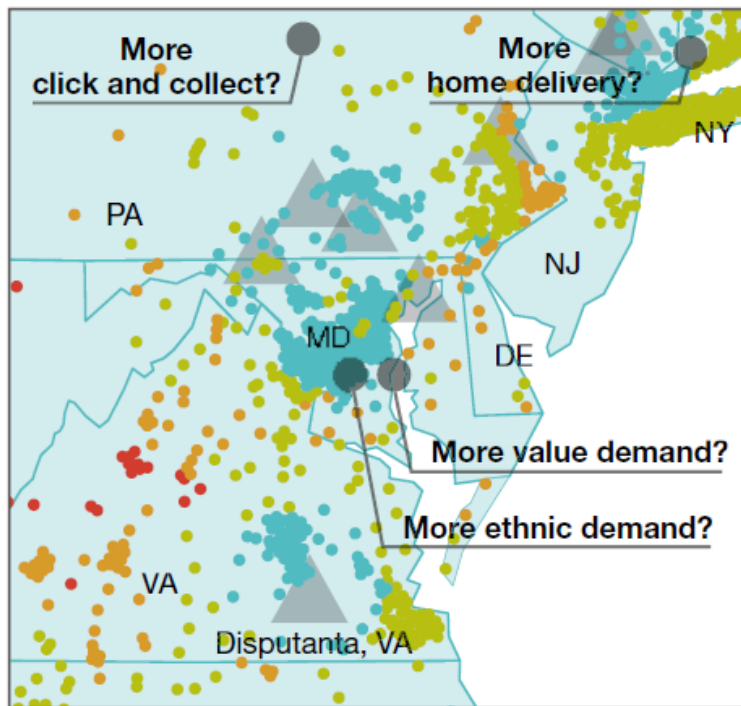 More
click and collect?
More
home delivery?
NY
PA
NJ
MD
DE
More value demand?
More ethnic demand?
VA
Disputanta, VA